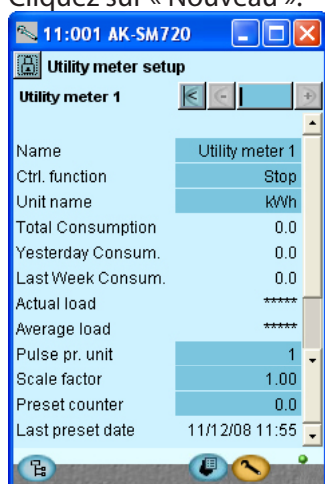 Cliquez sur « Nouveau ».
11:001 AK-SM720
Utility meter setup
Utility meter 1
Name Utility meter 1
Ctrl. function Stop
Unit name kWh
Total Consumption 0.0
Yesterday Consum. 0.0
Last Week Consum. 0.0
Actual load *****
Average load *****
Pulse pr. unit 1
Scale factor 1.00
Preset counter 0.0
Last preset date 11/12/08 11:55